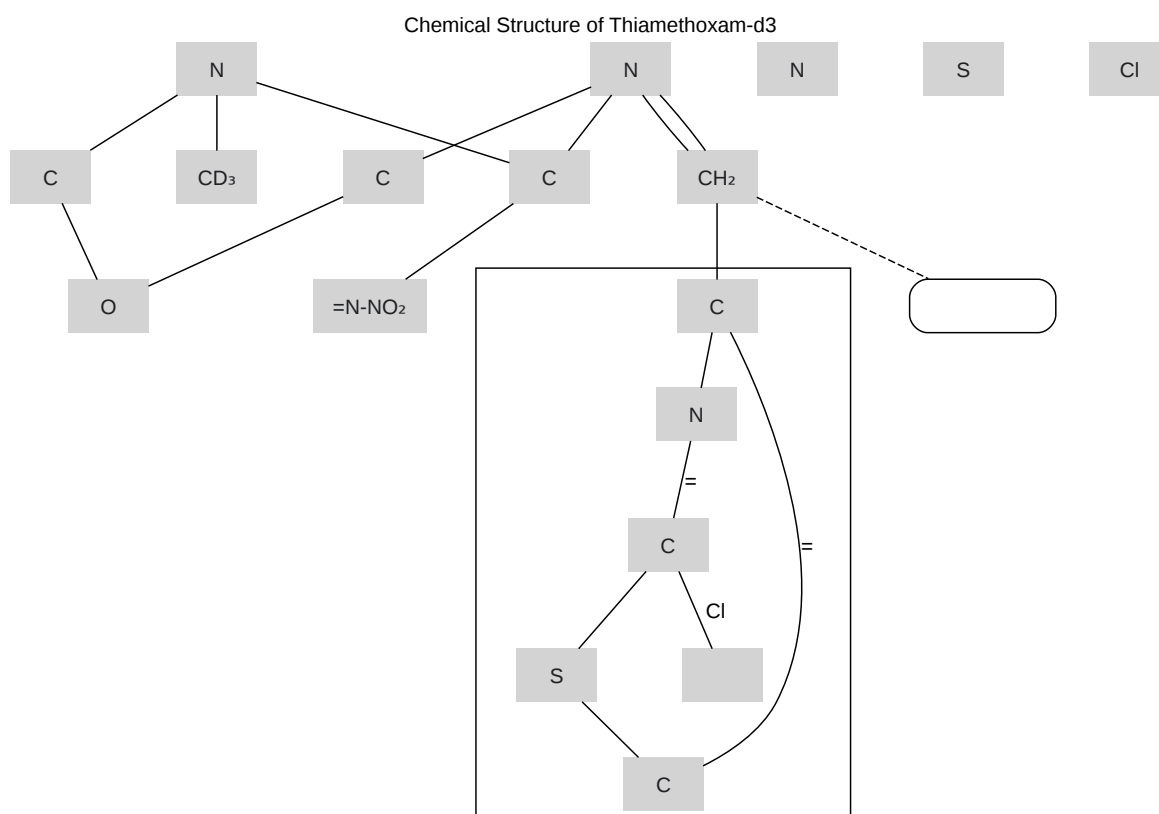 Chemical Structure of Thiamethoxam-d3
N N N S Cl
C CD₃ C C CH₂
O =N-NO₂ C
N
=
C
=
Cl
S
C